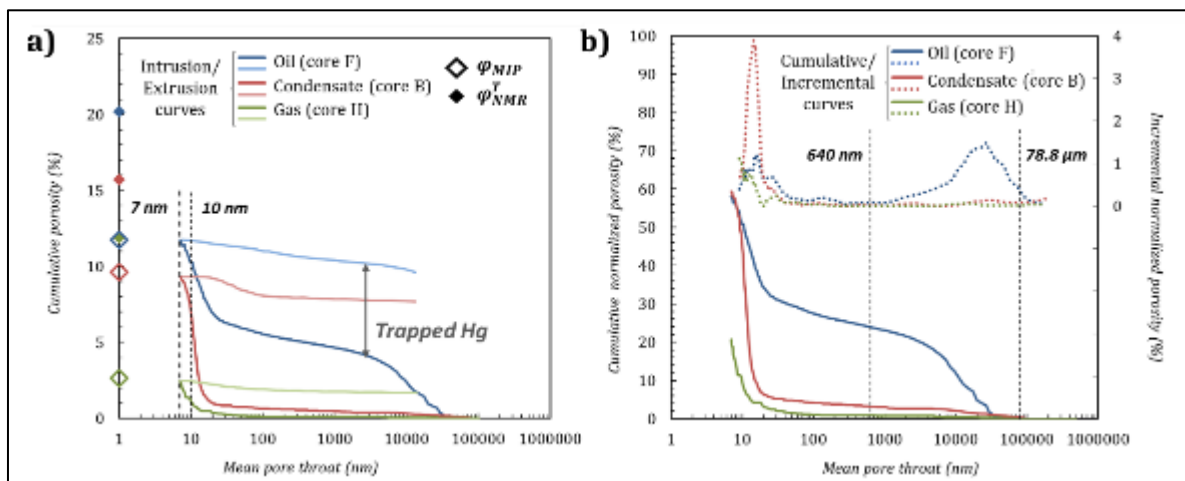 a)
25
20
15
10
5
0
Cumulative porosity (%)
Intrusion/
Extrusion
curves
Oil (core F)
Condensate (core B)
Gas (core H)
φMIP
φᵀNMR
7 nm
10 nm
Trapped Hg
1 10 100 1000 10000 100000 1000000
Mean pore throat (nm)
b)
100
90
80
70
60
50
40
30
20
10
0
Cumulative normalized porosity (%)
Cumulative/
Incremental
curves
Oil (core F)
Condensate (core B)
Gas (core H)
640 nm
78.8 μm
4
3
2
1
0
Incremental normalized porosity (%)
1 10 100 1000 10000 100000 1000000
Mean pore throat (nm)